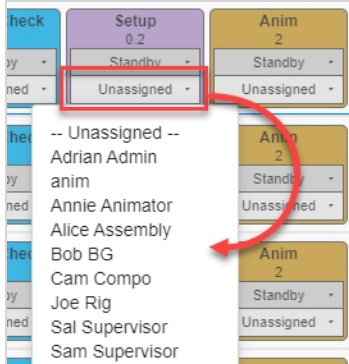 heck Setup Anim
0.2 2
Standby Standby
ned Unassigned Unassigned
-- Unassigned --
Adrian Admin
anim
Annie Animator
Alice Assembly
Bob BG
Cam Compo
Joe Rig
Sal Supervisor
Sam Supervisor
Anim
2
Standby
Unassigned
Anim
2
Standby
Unassigned